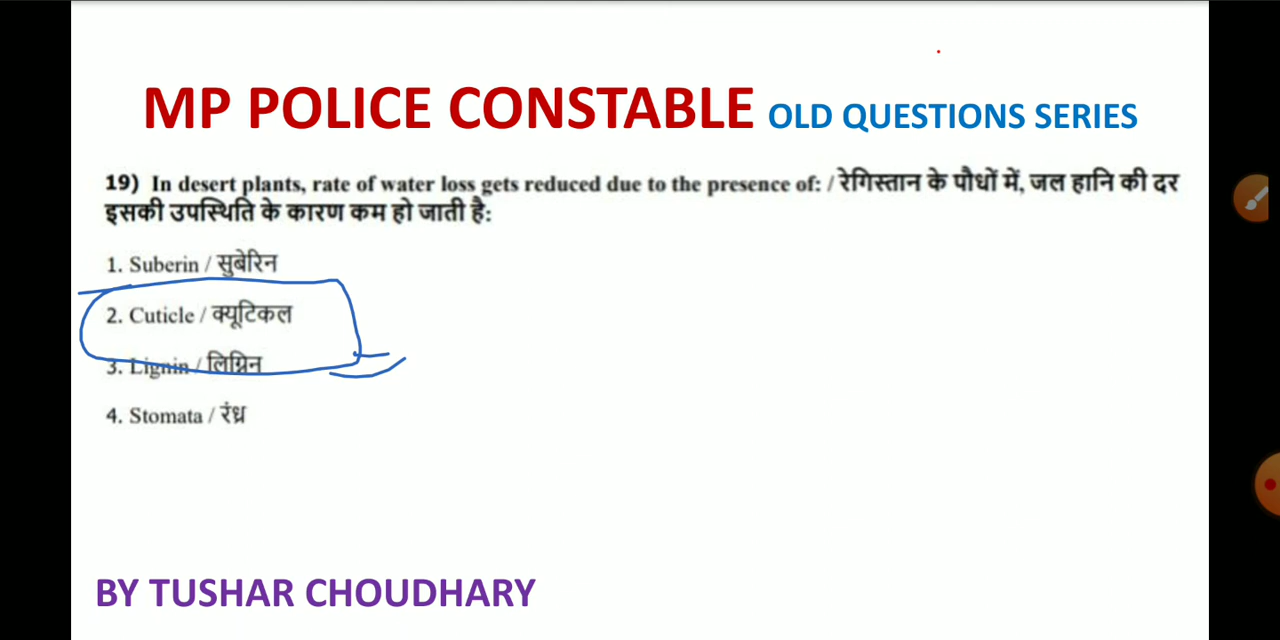 MP POLICE CONSTABLE OLD QUESTIONS SERIES
19) In desert plants, rate of water loss gets reduced due to the presence of: / रेगिस्तान के पौधों में, जल हानि की दर
इसकी उपस्थिति के कारण कम हो जाती है:
1. Suberin / सुबेरिन
2. Cuticle / क्यूटिकल
3. Lignin / लिग्निन
4. Stomata / रंध्र
BY TUSHAR CHOUDHARY